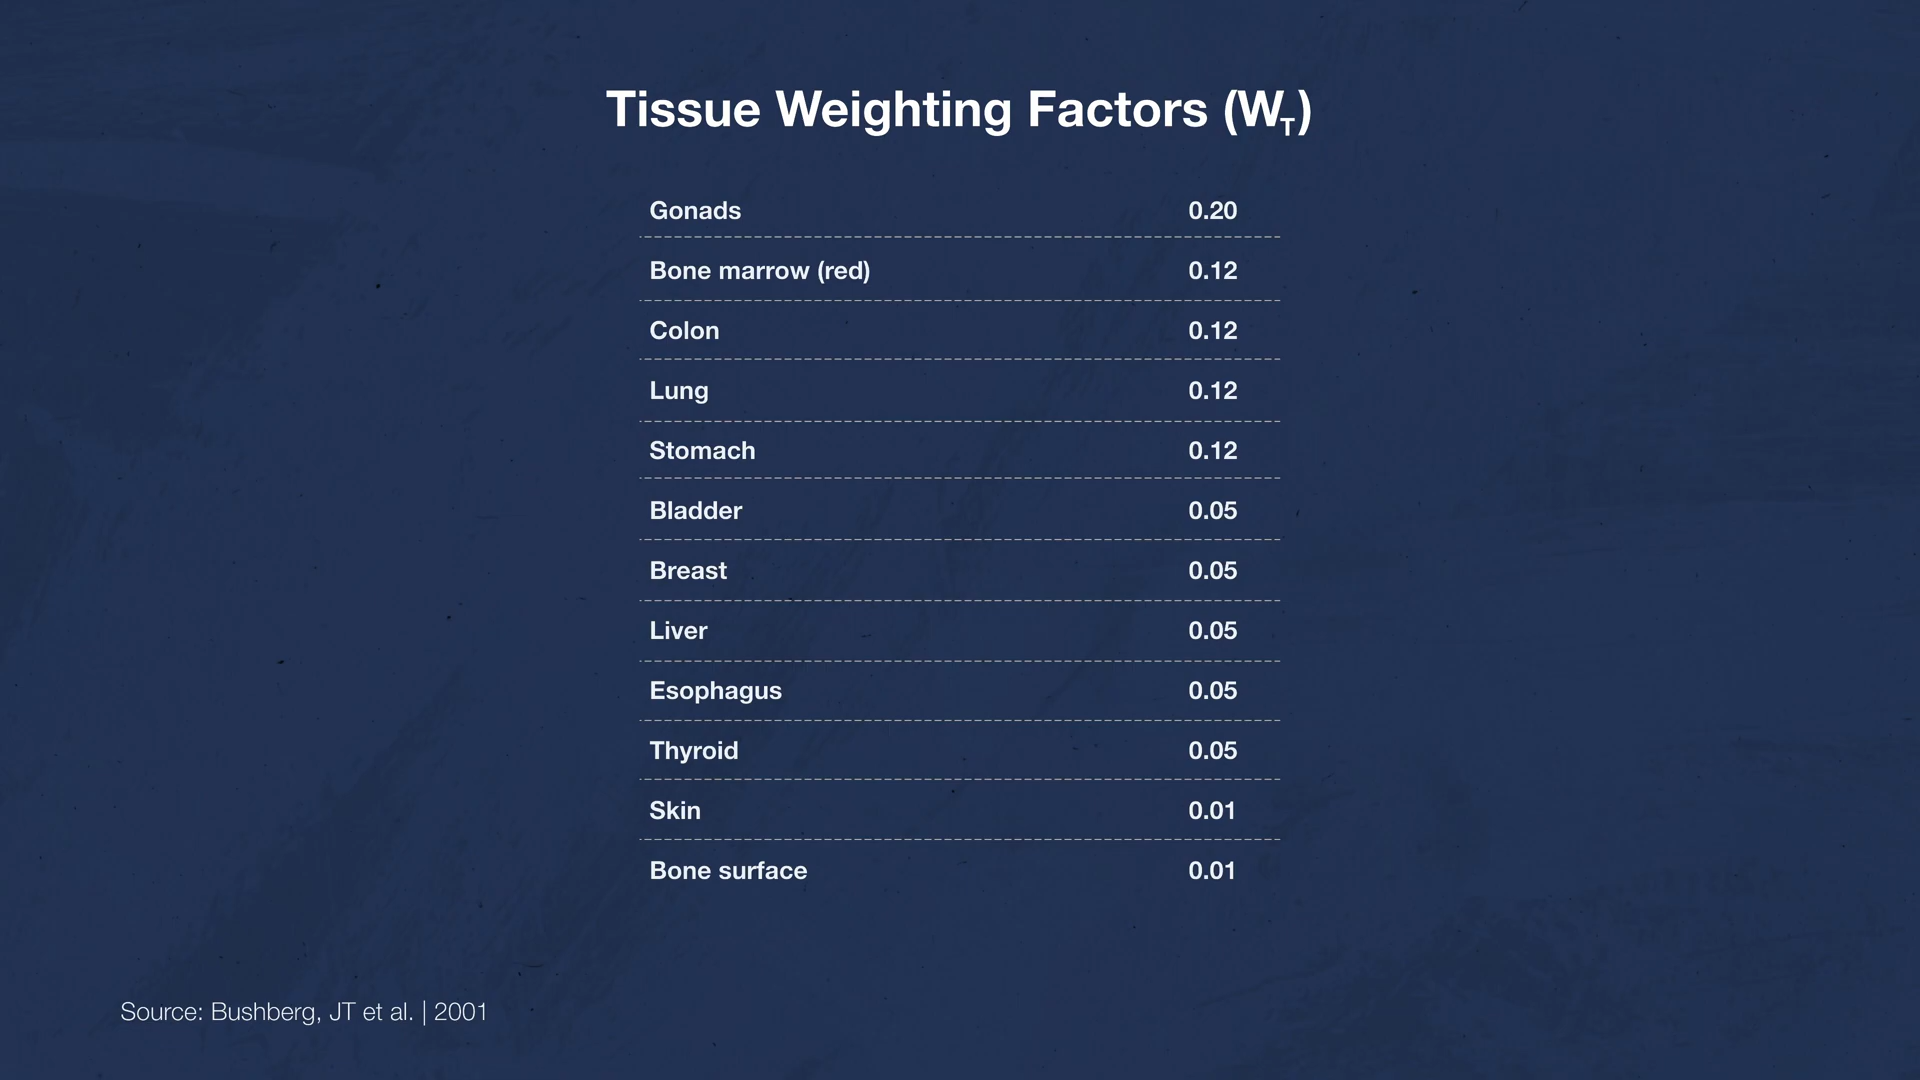 Tissue Weighting Factors (WT)
Gonads 0.20
Bone marrow (red) 0.12
Colon 0.12
Lung 0.12
Stomach 0.12
Bladder 0.05
Breast 0.05
Liver 0.05
Esophagus 0.05
Thyroid 0.05
Skin 0.01
Bone surface 0.01
Source: Bushberg, JT et al. | 2001